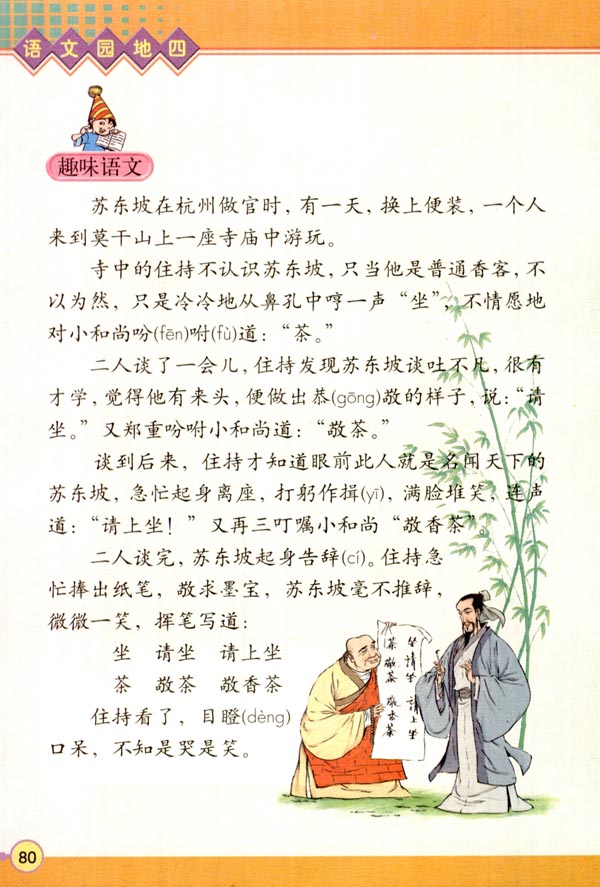 语文园地四
趣味语文
苏东坡在杭州做官时，有一天，换上便装，一个人
来到莫干山上一座寺庙中游玩。
寺中的住持不认识苏东坡，只当他是普通香客，不
以为然，只是冷冷地从鼻孔中哼一声“坐”，不情愿地
对小和尚吩(fēn)咐(fù)道：“茶。”
二人谈了一会儿，住持发现苏东坡谈吐不凡，很有
才学，觉得他有来头，便做出恭(gōng)敬的样子，说：“请
坐。”又郑重吩咐小和尚道：“敬茶。”
谈到后来，住持才知道眼前此人就是名闻天下的
苏东坡，急忙起身离座，打躬作揖(yī)，满脸堆笑，连声
道：“请上坐！”又再三叮嘱小和尚“敬香茶”。
二人谈完，苏东坡起身告辞(cí)。住持急
忙捧出纸笔，敬求墨宝，苏东坡毫不推辞，
微微一笑，挥笔写道：
坐 请坐 请上坐
茶 敬茶 敬香茶
住持看了，目瞪(dèng)
口呆，不知是哭是笑。
坐请坐 请上坐
茶敬茶 敬香茶
80